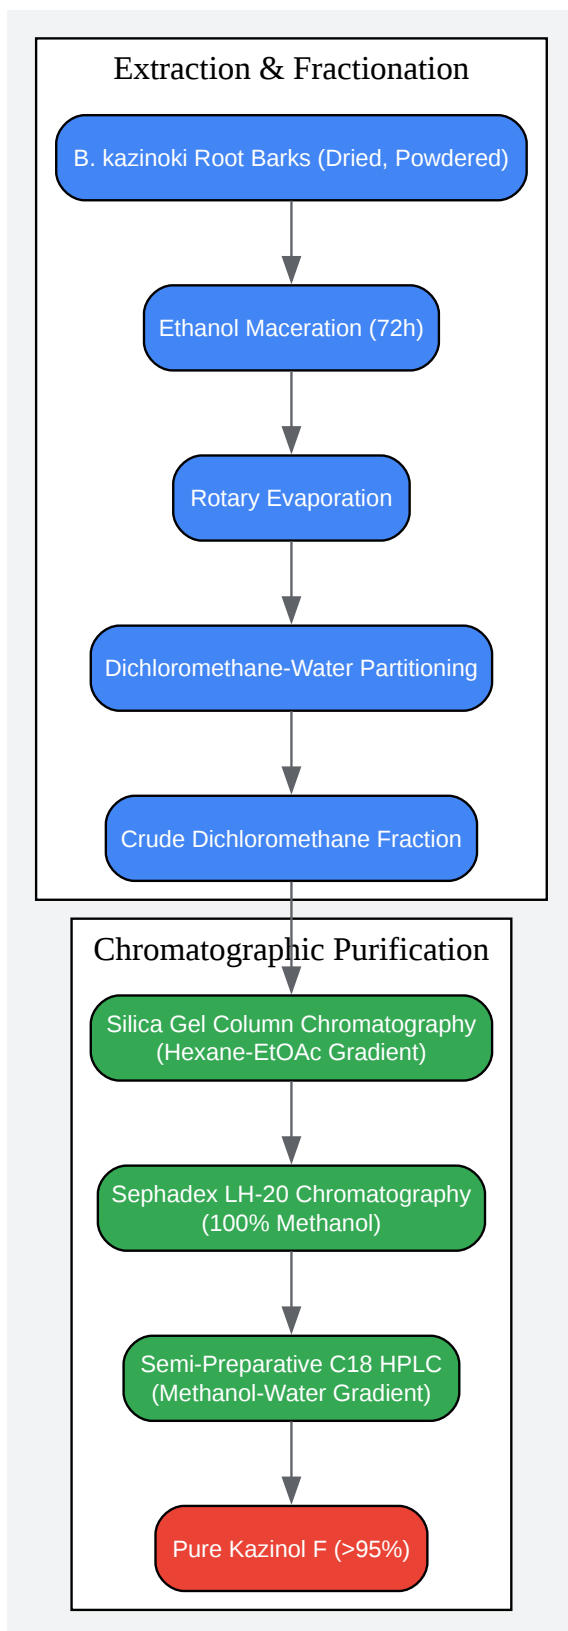 Extraction & Fractionation
B. kazinoki Root Barks (Dried, Powdered)
Ethanol Maceration (72h)
Rotary Evaporation
Dichloromethane-Water Partitioning
Crude Dichloromethane Fraction
Chromatographic Purification
Silica Gel Column Chromatography
(Hexane-EtOAc Gradient)
Sephadex LH-20 Chromatography
(100% Methanol)
Semi-Preparative C18 HPLC
(Methanol-Water Gradient)
Pure Kazinol F (>95%)